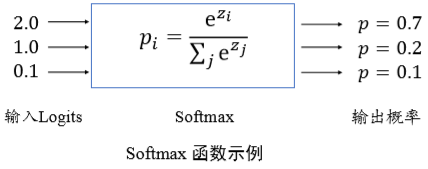 2.0
1.0
0.1
p_i = e^{z_i} / ∑_j e^{z_j}
p = 0.7
p = 0.2
p = 0.1
输入Logits
Softmax
输出概率
Softmax 函数示例